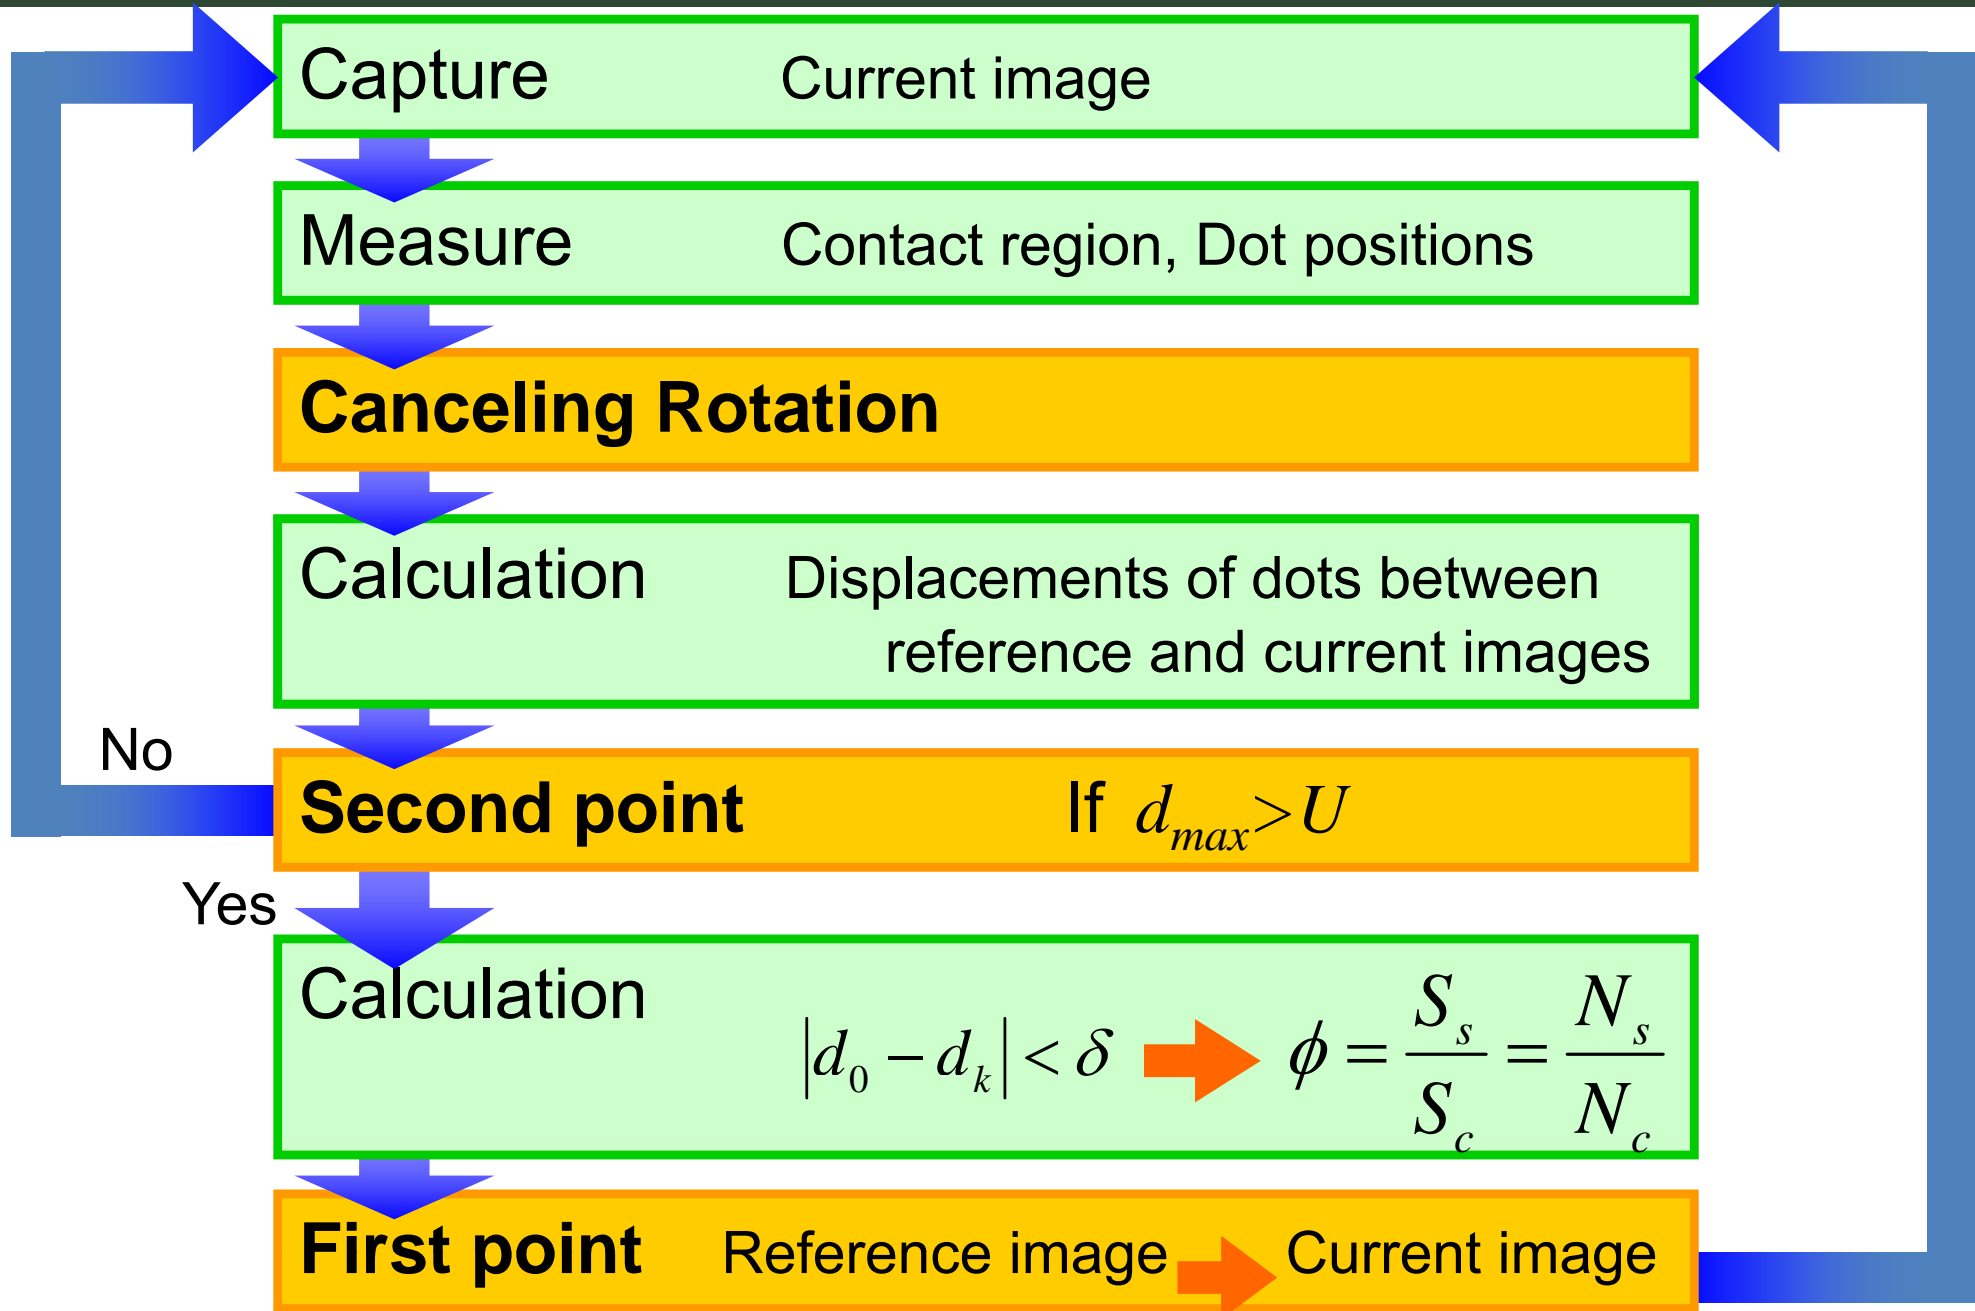 Capture Current image
Measure Contact region, Dot positions
Canceling Rotation
Calculation Displacements of dots between
reference and current images
No
Second point If d_max > U
Yes
Calculation |d_0 − d_k| < δ ϕ = S_s / S_c = N_s / N_c
First point Reference image Current image